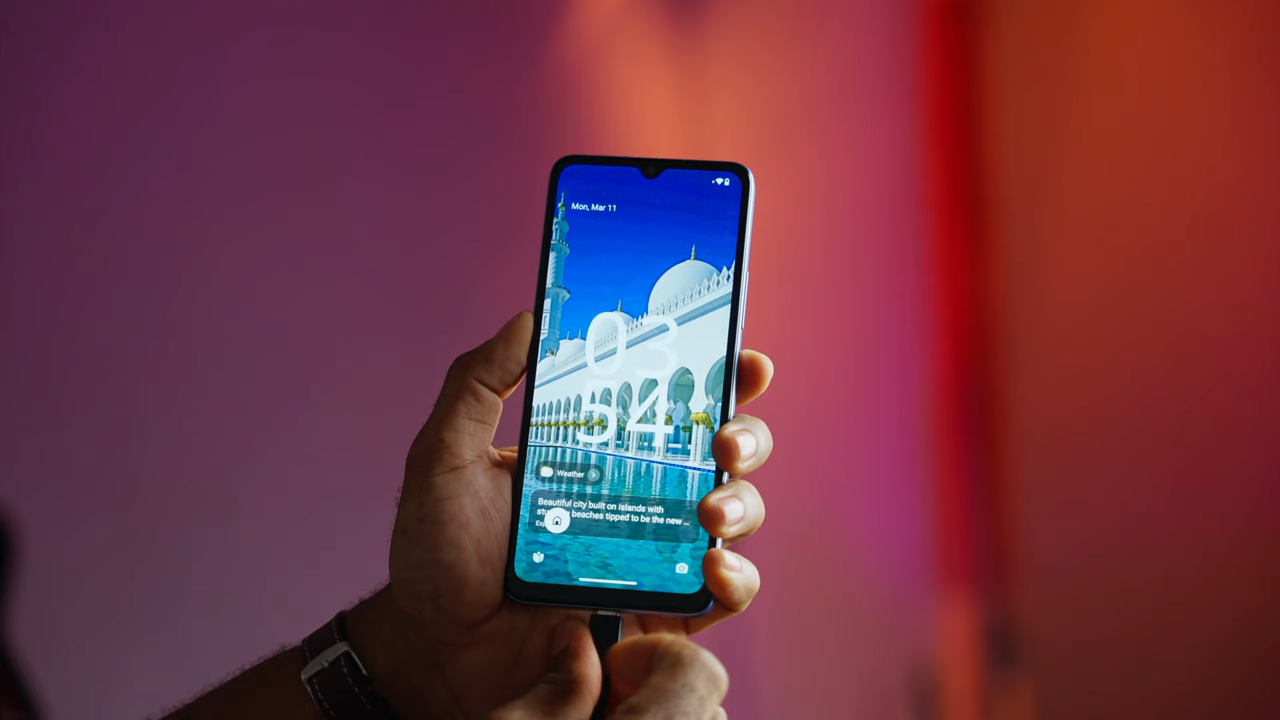 Mon, Mar 11
03
54
Weather
Beautiful city built on islands with
beaches tipped to be the new ...